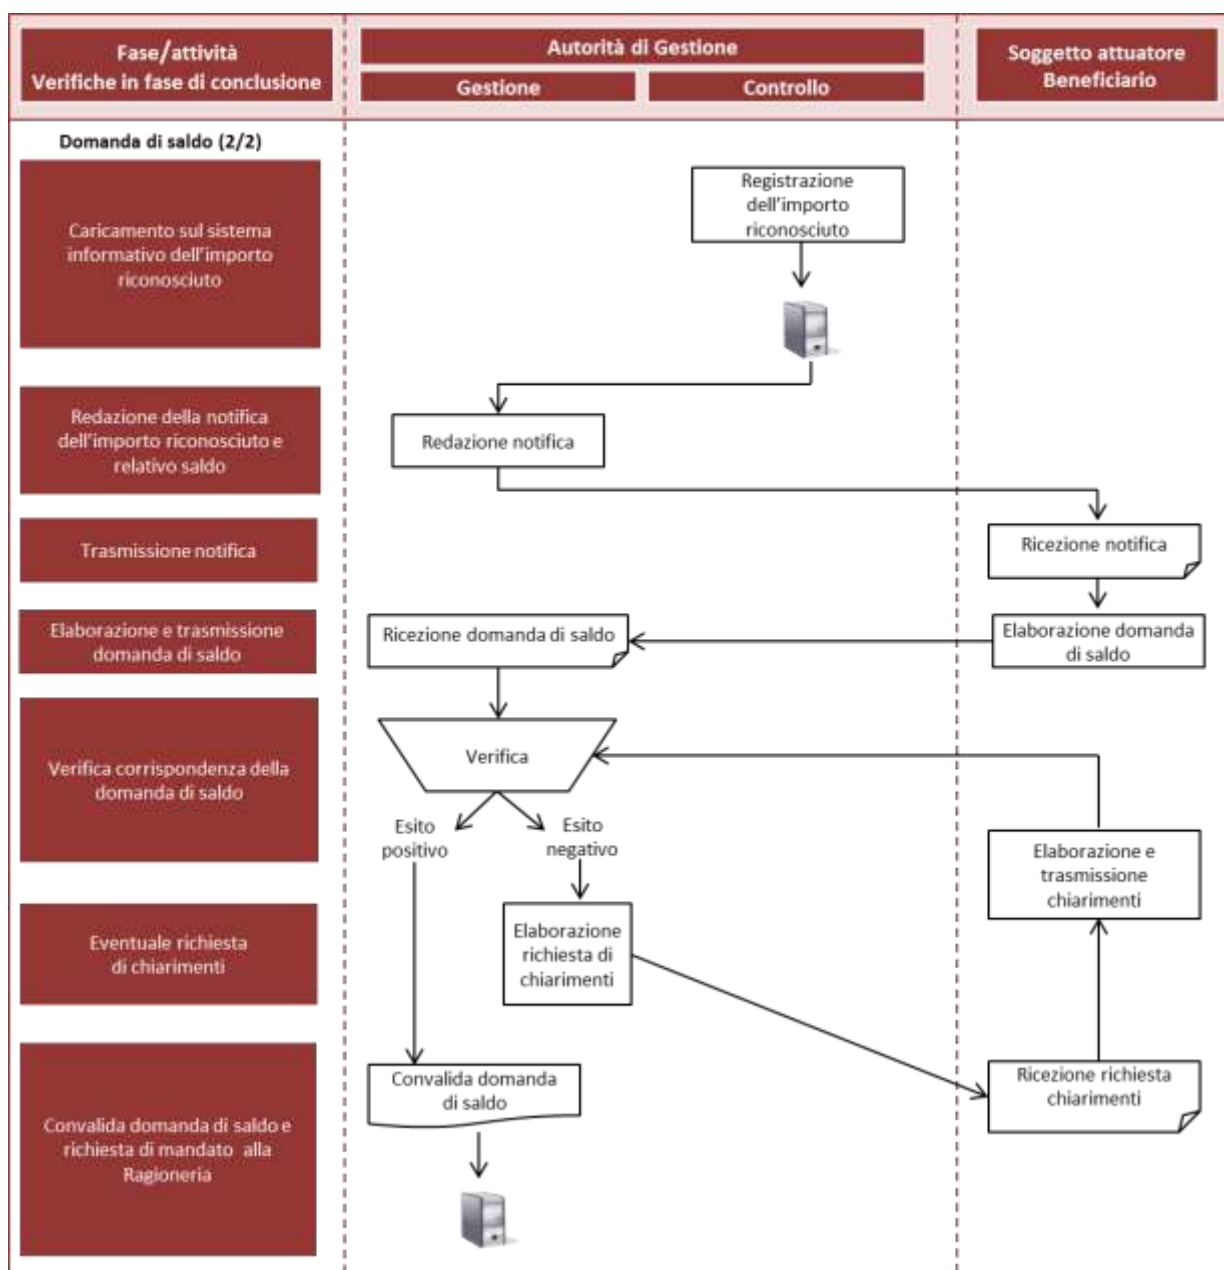 Fase/attività
Verifiche in fase di conclusione
Autorità di Gestione
Gestione
Controllo
Soggetto attuatore
Beneficiario
Domanda di saldo (2/2)
Caricamento sul sistema
informativo dell'importo
riconosciuto
Registrazione
dell'importo
riconosciuto
Redazione della notifica
dell'importo riconosciuto e
relativo saldo
Redazione notifica
Trasmissione notifica
Ricezione notifica
Elaborazione e trasmissione
domanda di saldo
Ricezione domanda di saldo
Elaborazione domanda
di saldo
Verifica corrispondenza della
domanda di saldo
Verifica
Esito
positivo
Esito
negativo
Elaborazione e
trasmissione
chiarimenti
Eventuale richiesta
di chiarimenti
Elaborazione
richiesta di
chiarimenti
Convalida domanda di saldo e
richiesta di mandato alla
Ragioneria
Convalida domanda
di saldo
Ricezione richiesta
chiarimenti